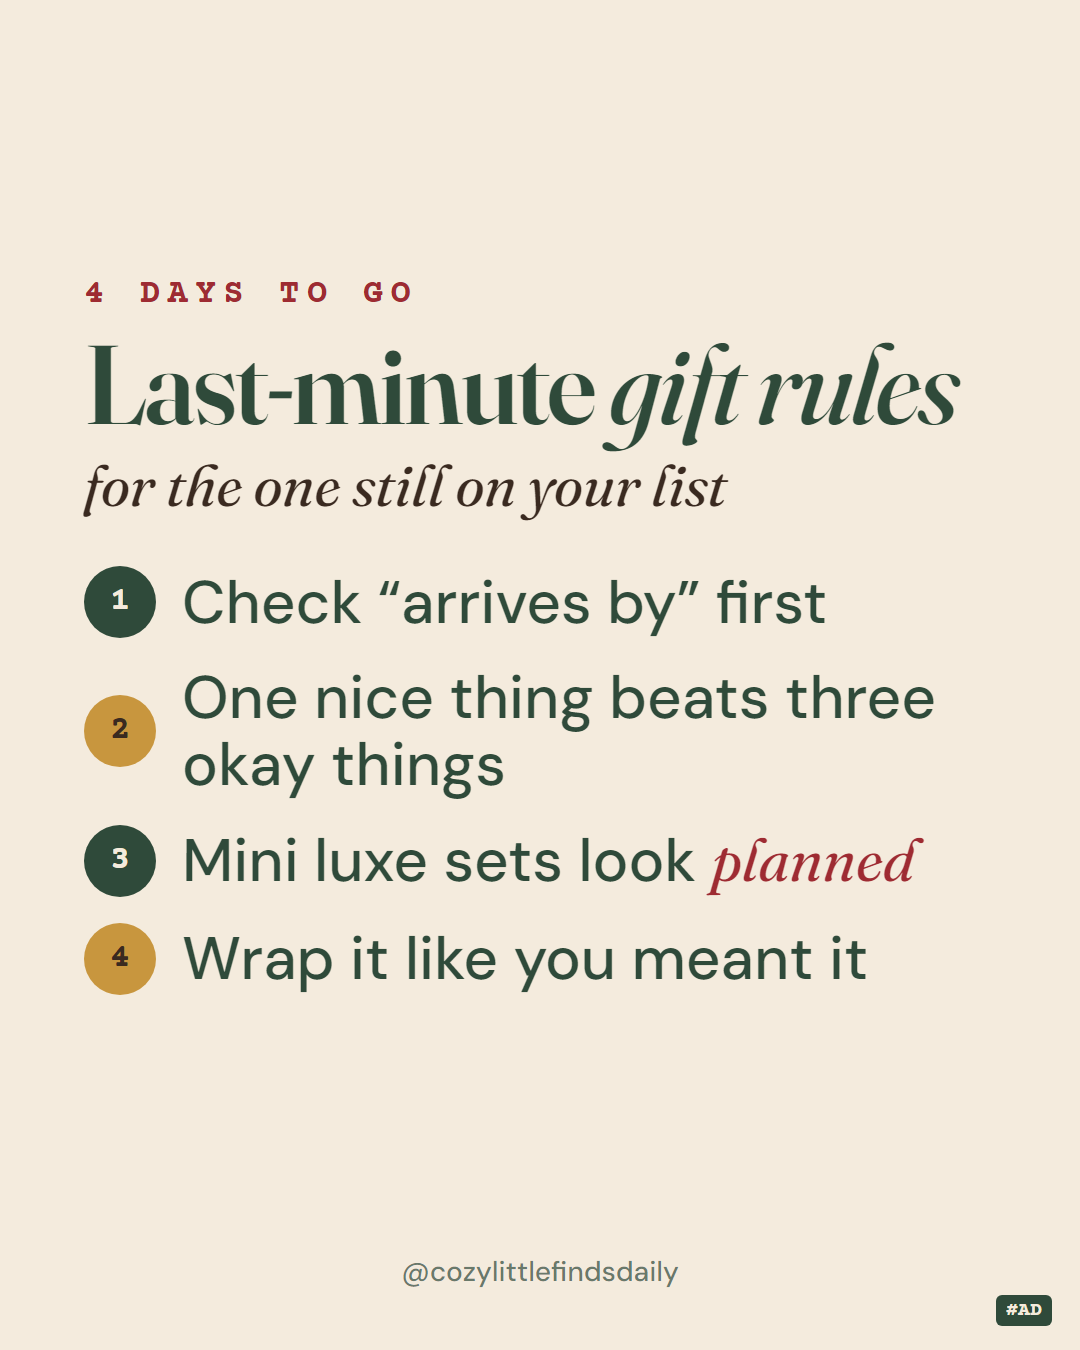 4 DAYS TO GO
Last-minute gift rules
for the one still on your list
1 Check “arrives by” first
2 One nice thing beats three
okay things
3 Mini luxe sets look planned
4 Wrap it like you meant it
@cozylittlefindsdaily
#AD